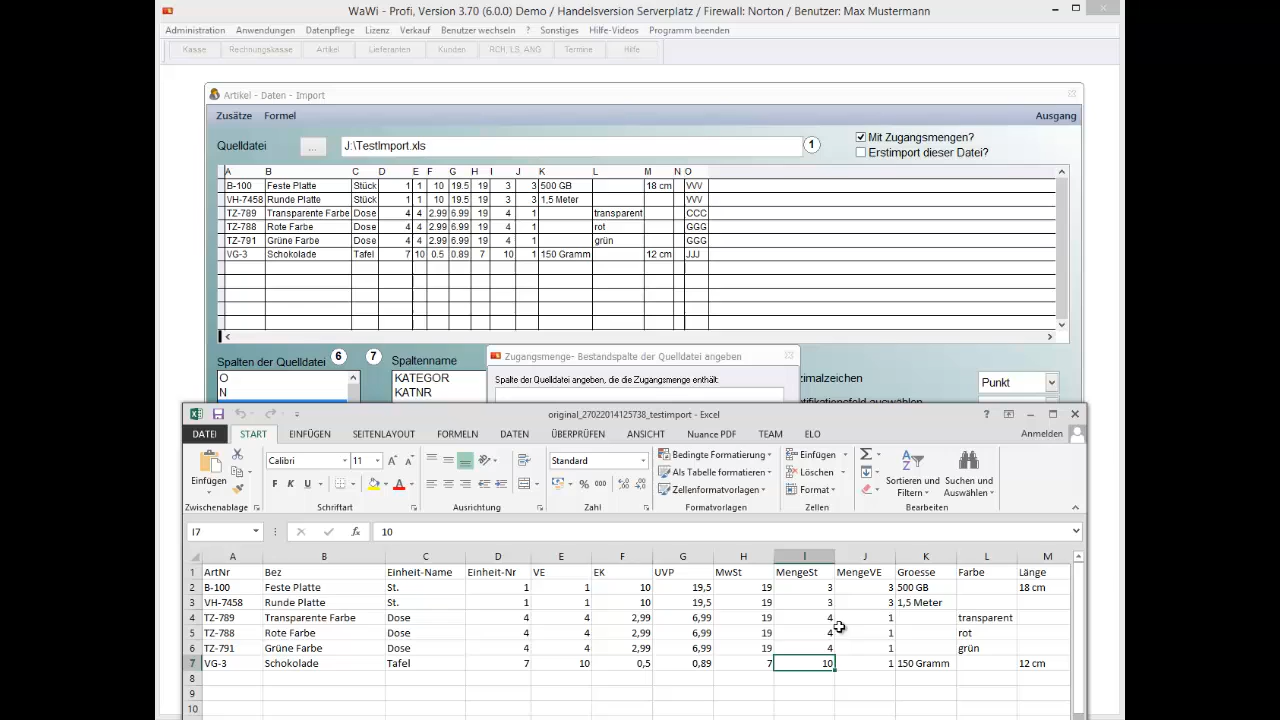 WaWi - Profi, Version 3.70 (6.0.0) Demo / Handelsversion Serverplatz / Firewall: Norton / Benutzer: Max Mustermann
Administration Anwendungen Datenpflege Lizenz Verkauf Benutzer wechseln ? Sonstiges Hilfe-Videos Programm beenden
Kasse Rechnungskasse Artikel Lieferanten Kunden RCH, LS, ANG Termine Hilfe
Artikel - Daten - Import
Zusätze Formel Ausgang
Quelldatei ... J:\TestImport.xls 1 Mit Zugangsmengen?
Erstimport dieser Datei?
A B C D E F G H I J K L M N O
B-100 Feste Platte Stück 1 1 10 19.5 19 3 3 500 GB 18 cm VVV
VH-7458 Runde Platte Stück 1 1 10 19.5 19 3 3 1,5 Meter VVV
TZ-789 Transparente Farbe Dose 4 4 2.99 6.99 19 4 1 transparent CCC
TZ-788 Rote Farbe Dose 4 4 2.99 6.99 19 4 1 rot GGG
TZ-791 Grüne Farbe Dose 4 4 2.99 6.99 19 4 1 grün GGG
VG-3 Schokolade Tafel 7 10 0.5 0.89 7 10 1 150 Gramm 12 cm JJJ
Spalten der Quelldatei 6 7 Spaltenname Zugangsmenge- Bestandspalte der Quelldatei angeben
O KATEGOR Spalte der Quelldatei angeben, die die Zugangsmenge enthält: zimalzeichen Punkt
N KATNR
original_27022014125738_testimport - Excel
DATEI START EINFÜGEN SEITENLAYOUT FORMELN DATEN ÜBERPRÜFEN ANSICHT Nuance PDF TEAM ELO Anmelden
Einfügen Calibri 11 Standard Bedingte Formatierung Einfügen Sortieren und Filtern Suchen und Auswählen
F K U % 000 Als Tabelle formatieren Löschen
Zellenformatvorlagen Format
Zwischenablage Schriftart Ausrichtung Zahl Formatvorlagen Zellen Bearbeiten
I7 fx 10
A B C D E F G H I J K L M
1 ArtNr Bez Einheit-Name Einheit-Nr VE EK UVP MwSt MengeSt MengeVE Groesse Farbe Länge
2 B-100 Feste Platte St. 1 1 10 19,5 19 3 3 500 GB 18 cm
3 VH-7458 Runde Platte St. 1 1 10 19,5 19 3 3 1,5 Meter
4 TZ-789 Transparente Farbe Dose 4 4 2,99 6,99 19 4 1 transparent
5 TZ-788 Rote Farbe Dose 4 4 2,99 6,99 19 4 1 rot
6 TZ-791 Grüne Farbe Dose 4 4 2,99 6,99 19 4 1 grün
7 VG-3 Schokolade Tafel 7 10 0,5 0,89 7 10 1 150 Gramm 12 cm
8
9
10